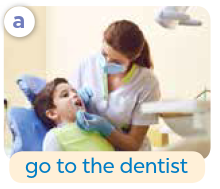 a
go to the dentist